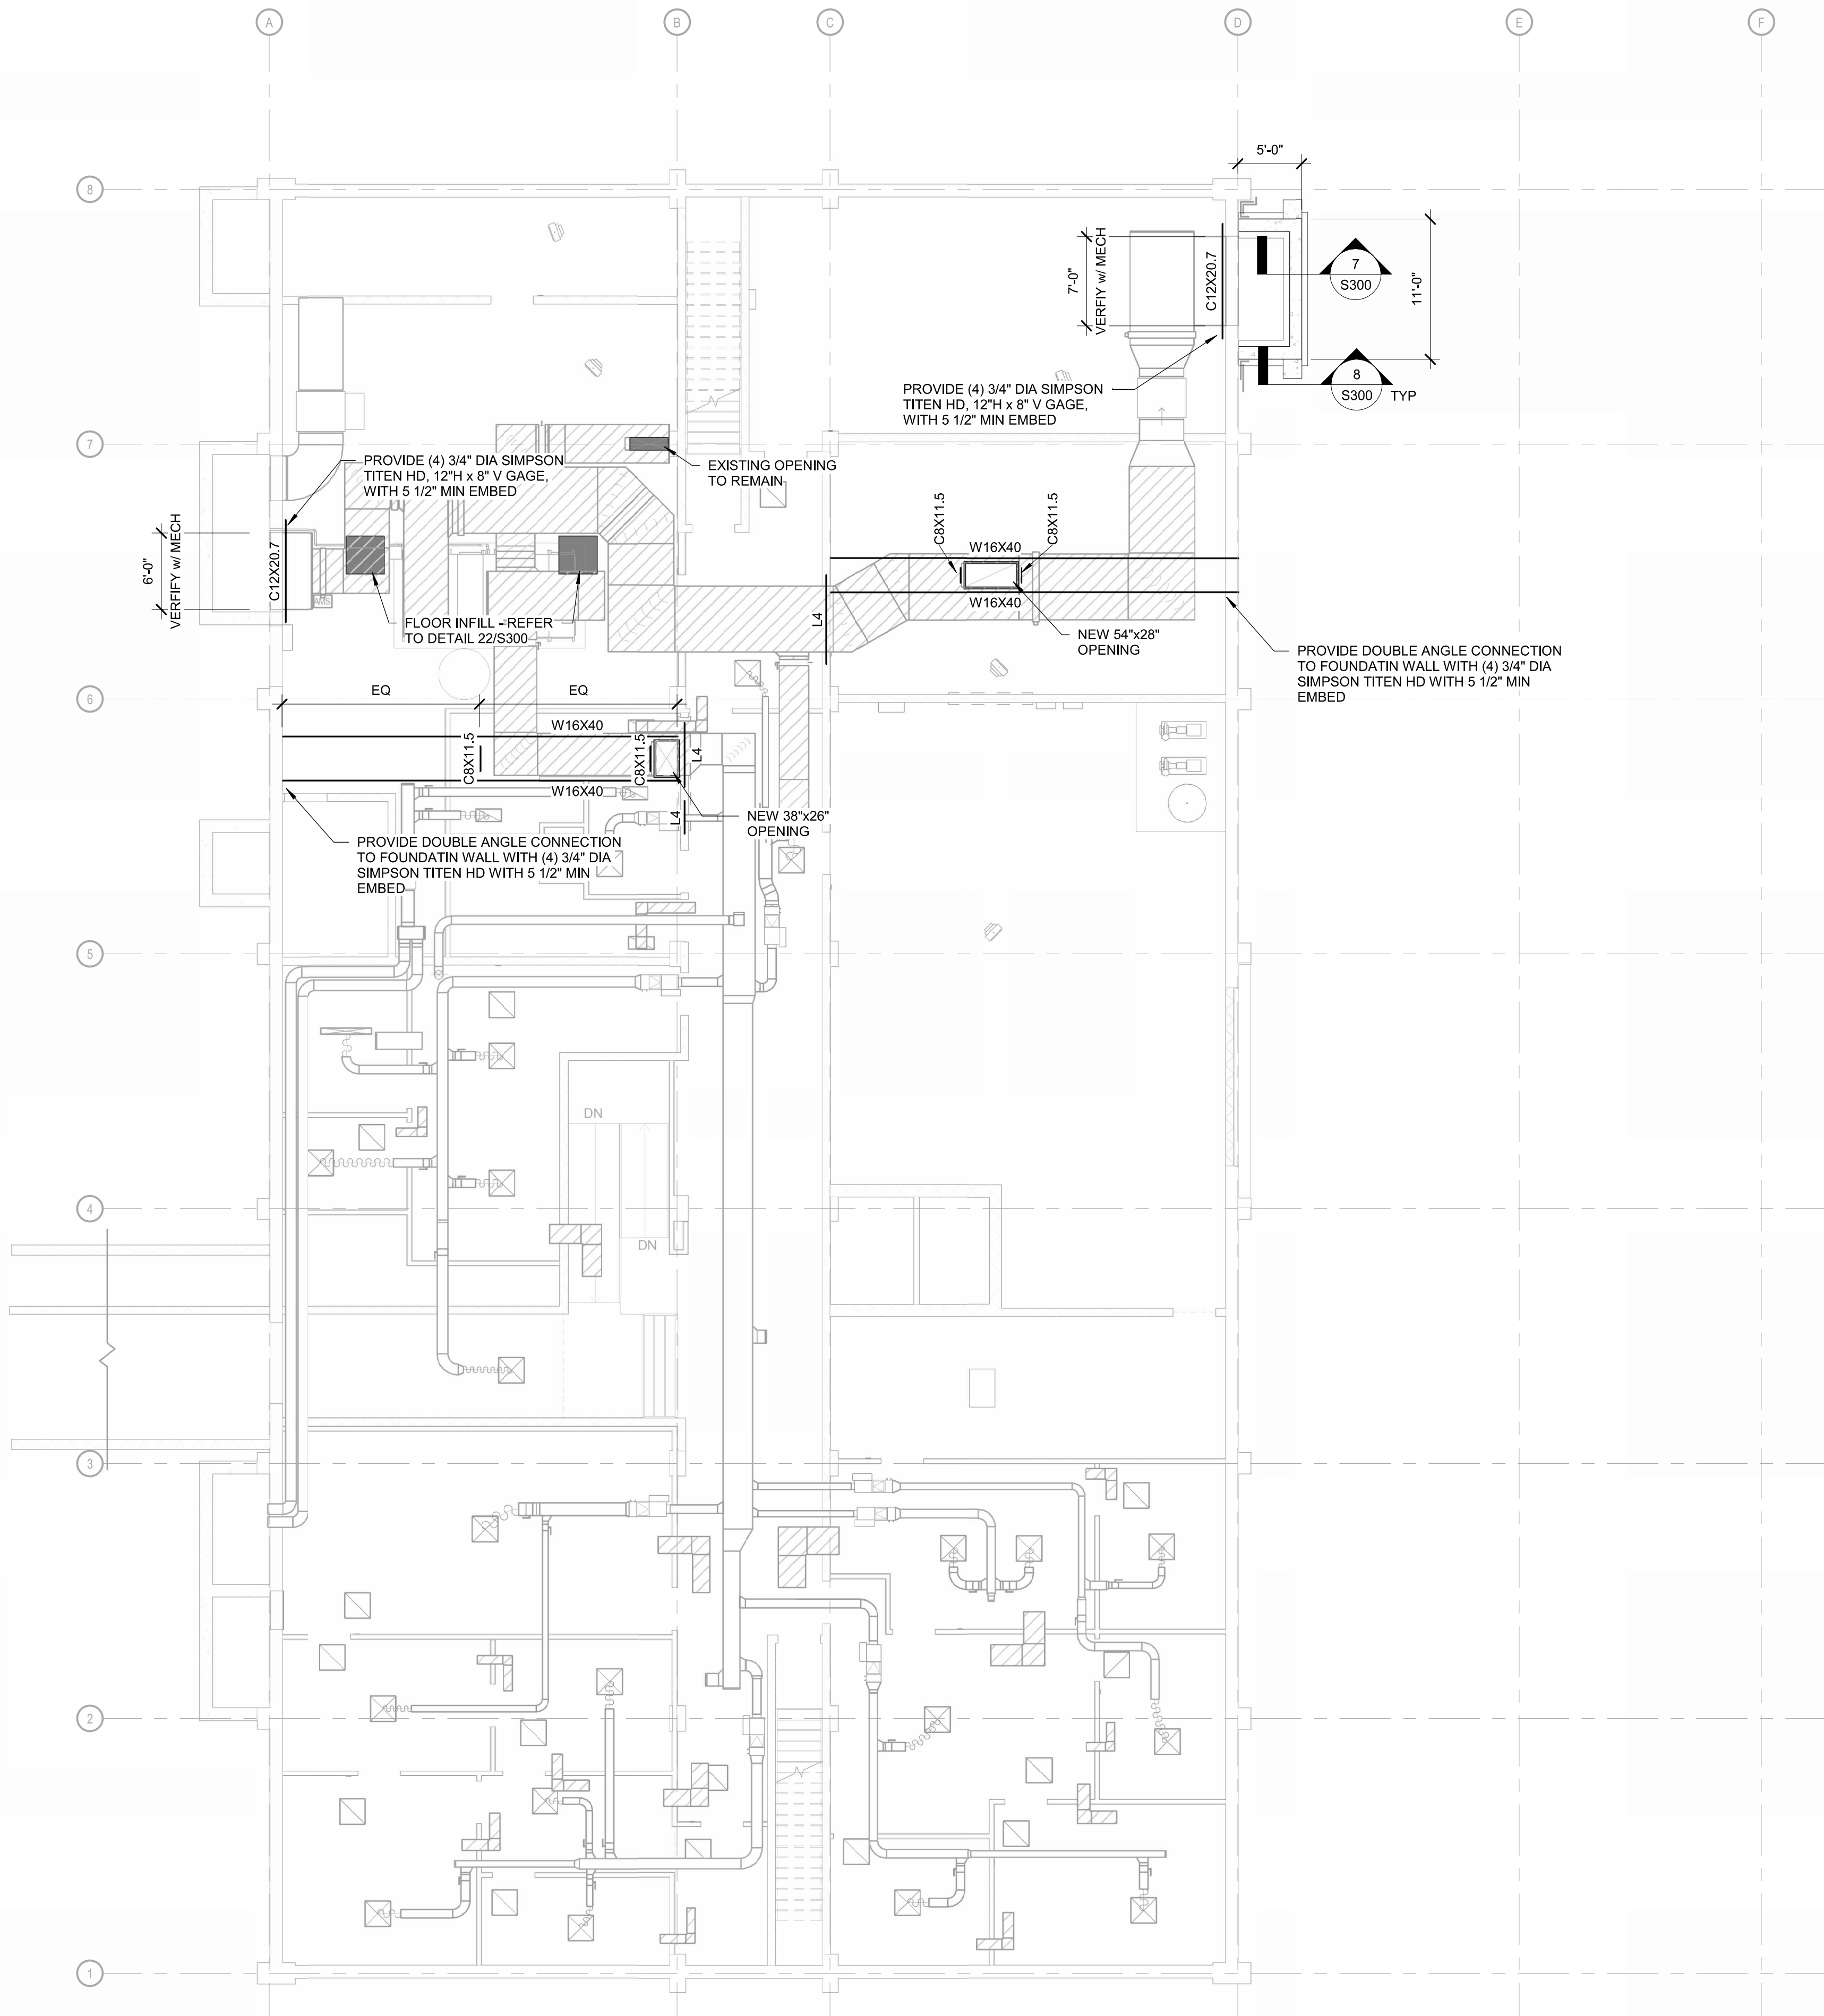 A
B
C
D
E
F
5'-0"
8
7'-0"
VERFIY w/ MECH
C12X20.7
7
S300
11'-0"
8
S300
TYP
PROVIDE (4) 3/4" DIA SIMPSON
TITEN HD, 12"H x 8" V GAGE,
WITH 5 1/2" MIN EMBED
7
PROVIDE (4) 3/4" DIA SIMPSON
TITEN HD, 12"H x 8" V GAGE,
WITH 5 1/2" MIN EMBED
EXISTING OPENING
TO REMAIN
C8X11.5
C8X11.5
W16X40
W16X40
6'-0"
VERFIFY w/ MECH
C12X20.7
FLOOR INFILL - REFER
TO DETAIL 22/S300
L4
NEW 54"x28"
OPENING
PROVIDE DOUBLE ANGLE CONNECTION
TO FOUNDATIN WALL WITH (4) 3/4" DIA
SIMPSON TITEN HD WITH 5 1/2" MIN
EMBED
6
EQ
EQ
W16X40
C8X11.5
C8X11.5
L4
W16X40
L4
NEW 38"x26"
OPENING
PROVIDE DOUBLE ANGLE CONNECTION
TO FOUNDATIN WALL WITH (4) 3/4" DIA
SIMPSON TITEN HD WITH 5 1/2" MIN
EMBED
5
DN
4
DN
3
2
1